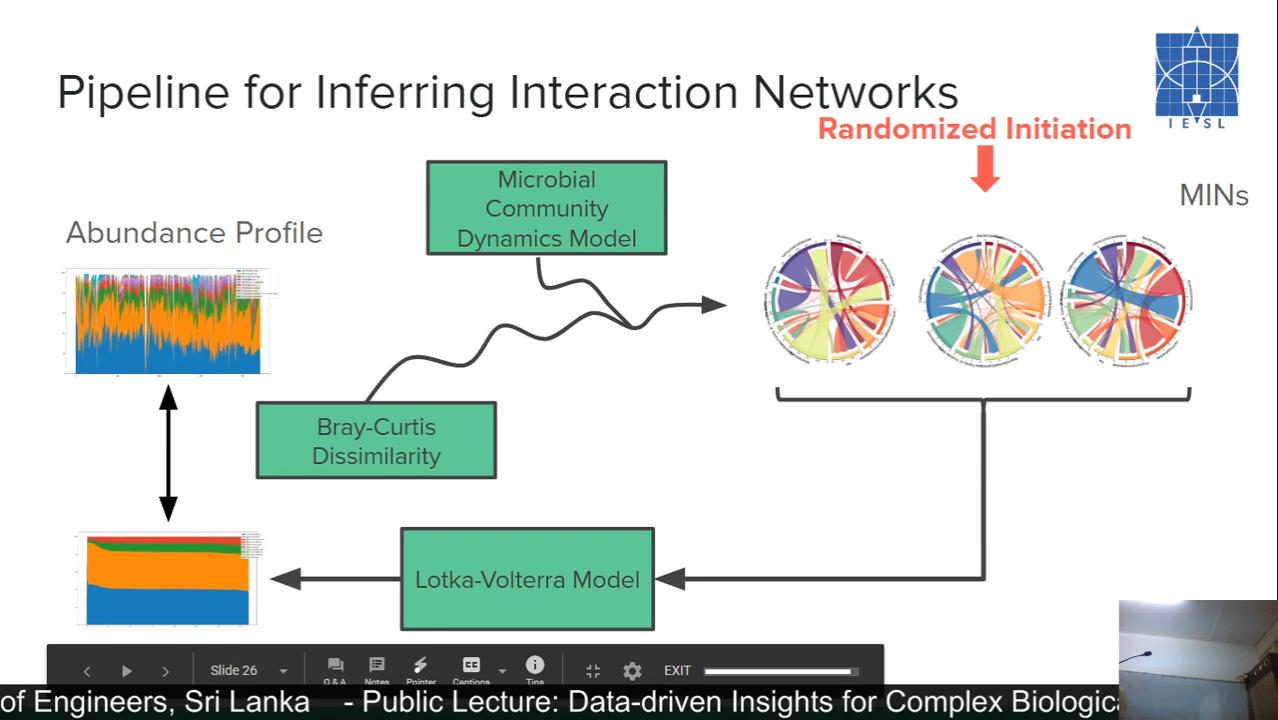 Pipeline for Inferring Interaction Networks
IESL
Randomized Initiation
Microbial
Community
Dynamics Model
MINs
Abundance Profile
Bray-Curtis
Dissimilarity
Lotka-Volterra Model
Slide 26
Q & A
Notes
Pointer
CC
Captions
Tips
EXIT
of Engineers, Sri Lanka - Public Lecture: Data-driven Insights for Complex Biologica